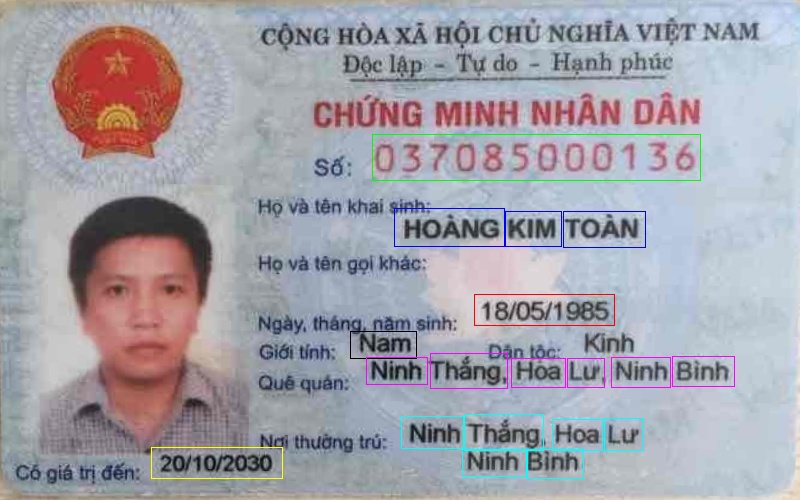 CỘNG HÒA XÃ HỘI CHỦ NGHĨA VIỆT NAM
Độc lập - Tự do - Hạnh phúc
CHỨNG MINH NHÂN DÂN
Số: 037085000136
Họ và tên khai sinh:
HOÀNG KIM TOÀN
Họ và tên gọi khác:
Ngày, tháng, năm sinh: 18/05/1985
Giới tính: Nam Dân tộc: Kinh
Quê quán: Ninh Thắng, Hoa Lư, Ninh Bình
Nơi thường trú: Ninh Thắng, Hoa Lư
Ninh Bình
Có giá trị đến: 20/10/2030